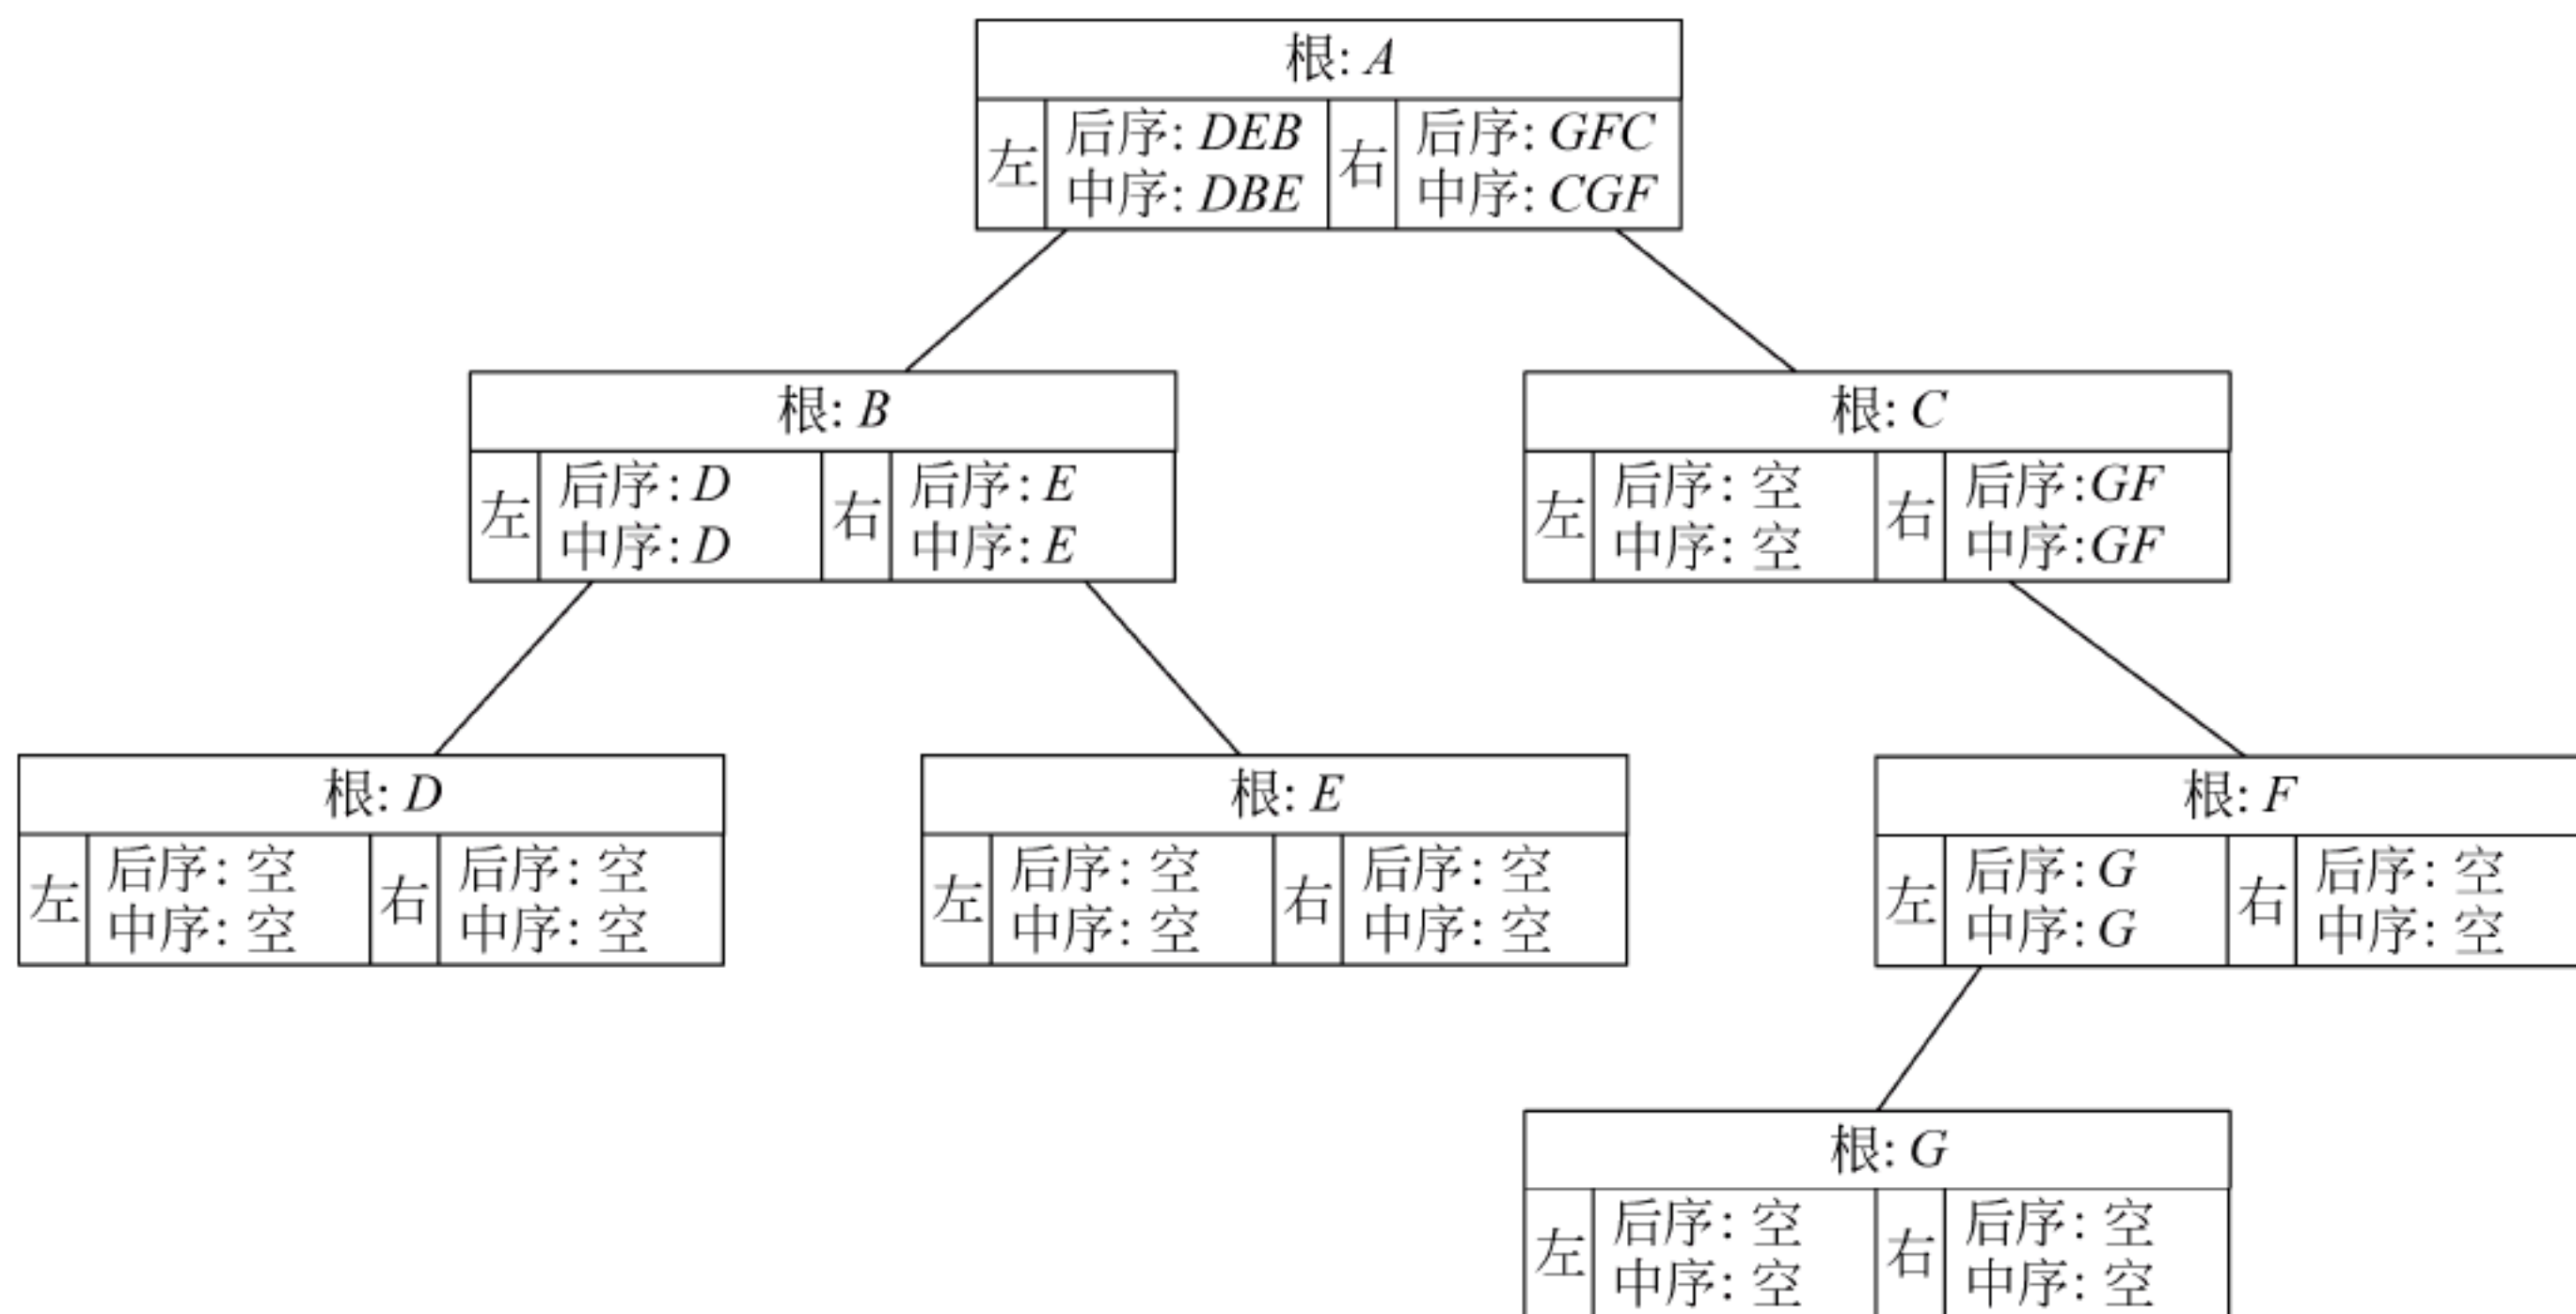 根: A
左 后序: DEB 右 后序: GFC
中序: DBE 中序: CGF
根: B
左 后序: D 右 后序: E
中序: D 中序: E
根: C
左 后序: 空 右 后序:GF
中序: 空 中序:GF
根: D
左 后序: 空 右 后序: 空
中序: 空 中序: 空
根: E
左 后序: 空 右 后序: 空
中序: 空 中序: 空
根: F
左 后序: G 右 后序: 空
中序: G 中序: 空
根: G
左 后序: 空 右 后序: 空
中序: 空 中序: 空